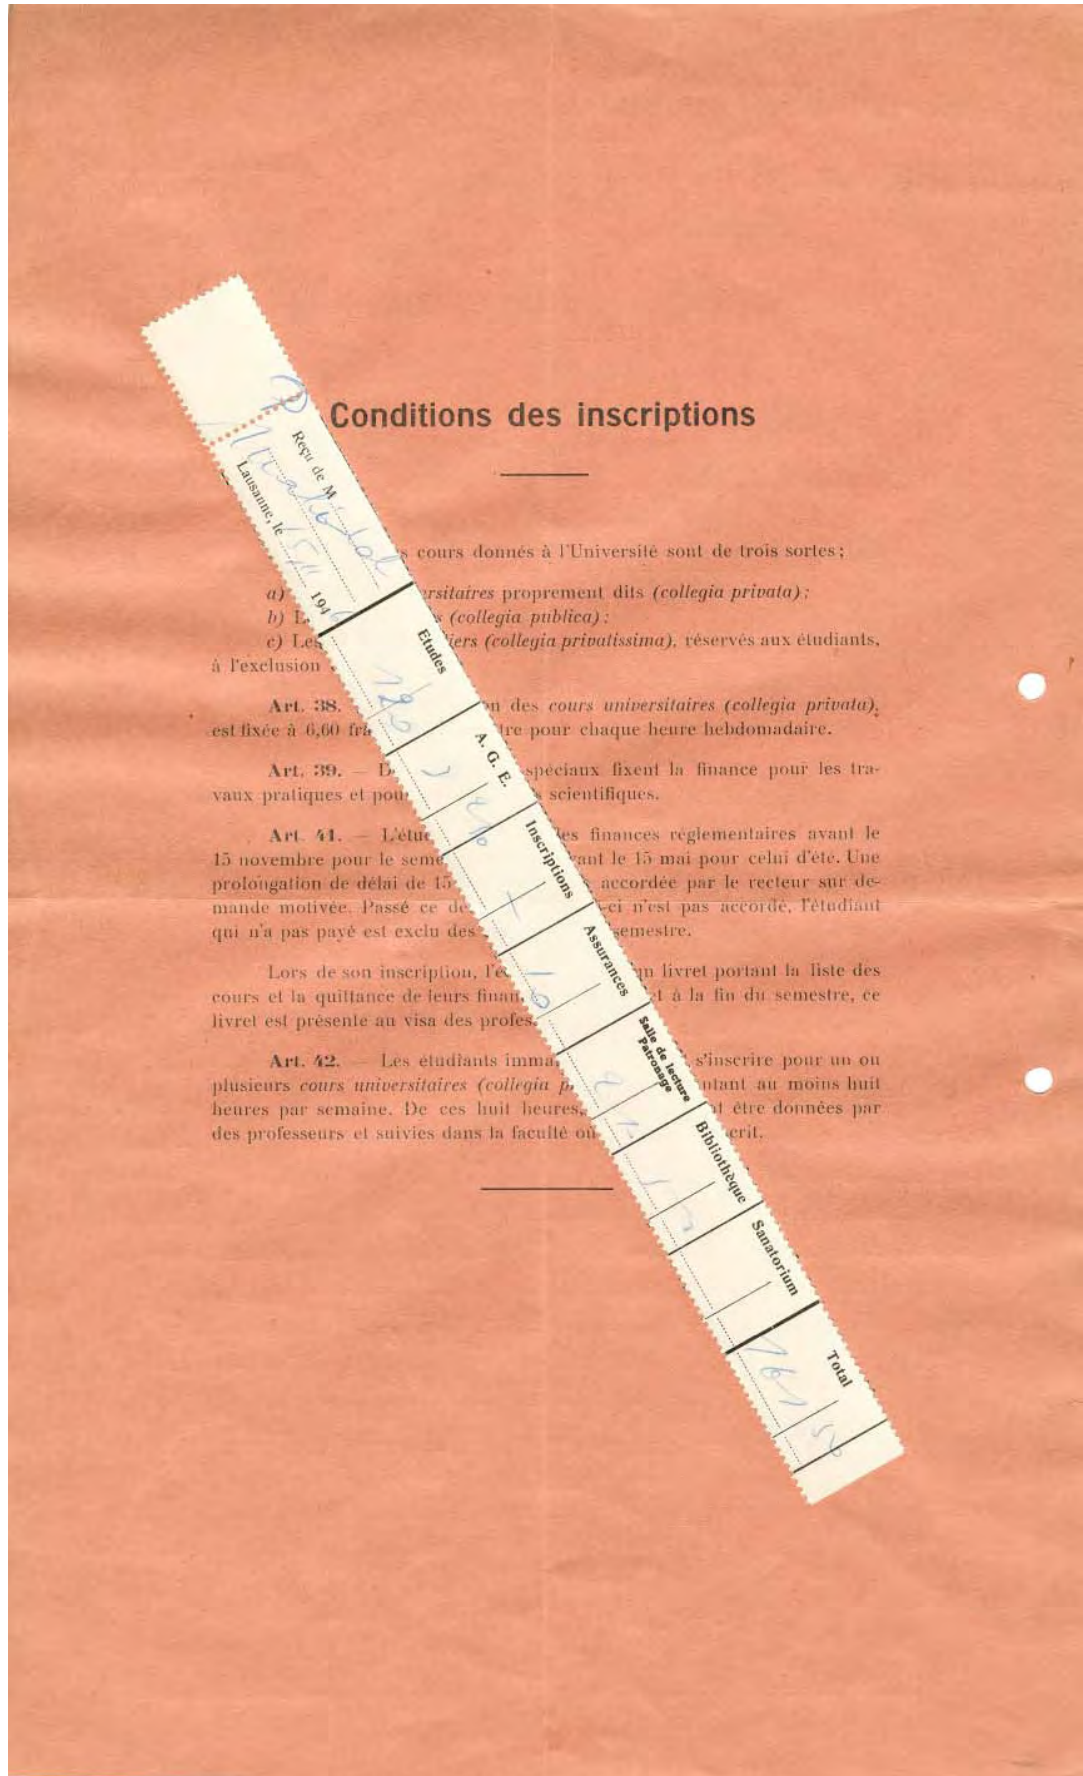 Conditions des inscriptions
cours donnés à l'Université sont de trois sortes;
a) rsitaires proprement dits (collegia privata);
b) (collegia publica);
c) Les iers (collegia privatissima), réservés aux étudiants,
à l'exclusion
Art. 38. des cours universitaires (collegia privata),
est fixée à 6,60 tre pour chaque heure hebdomadaire.
Art. 39. — spéciaux fixent la finance pour les tra-
vaux pratiques et pour scientifiques.
Art. 41. — L'étu les finances réglementaires avant le
15 novembre pour le seme ant le 15 mai pour celui d'été. Une
prolongation de délai de 15 accordée par le recteur sur de-
mande motivée. Passé ce dé -ci n'est pas accordé, l'étudiant
qui n'a pas payé est exclu des semestre.
Lors de son inscription, l'é un livret portant la liste des
cours et la quittance de leurs finan t à la fin du semestre, ce
livret est présenté au visa des profes
Art. 42. — Les étudiants imma s'inscrire pour un ou
plusieurs cours universitaires (collegia p ntant au moins huit
heures par semaine. De ces huit heures, t être données par
des professeurs et suivies dans la faculté où crit.
Reçu de M
Lausanne, le 194
Etudes
A. G. E.
Inscriptions
Assurances
10
Salle de lecture
Patronage
Bibliothèque
Sanatorium
Total
161 50